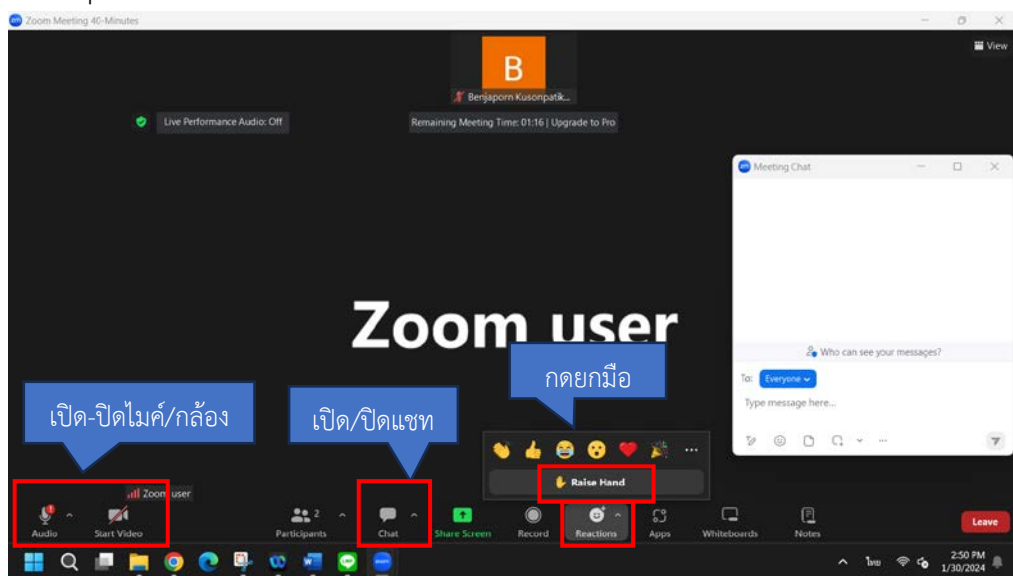 Zoom Meeting 40-Minutes
View
B
Benjaporn Kusonpatik...
Live Performance Audio: Off
Remaining Meeting Time: 01:16 | Upgrade to Pro
Meeting Chat
Zoom user
Who can see your messages?
กดยกมือ
To: Everyone
Type message here...
เปิด-ปิดไมค์/กล้อง
เปิด/ปิดแชท
Raise Hand
Zoom user
Audio
Start Video
2
Participants
Chat
Share Screen
Record
Reactions
Apps
Whiteboards
Notes
Leave
ไทย
2:50 PM
1/30/2024